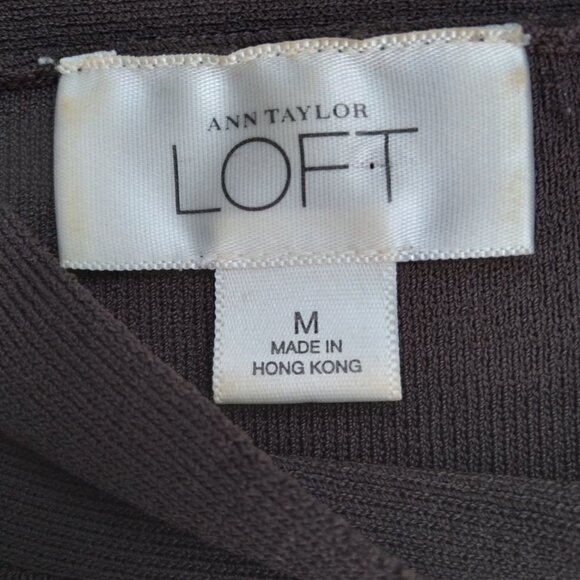 ANN TAYLOR
LOFT
M
MADE IN
HONG KONG